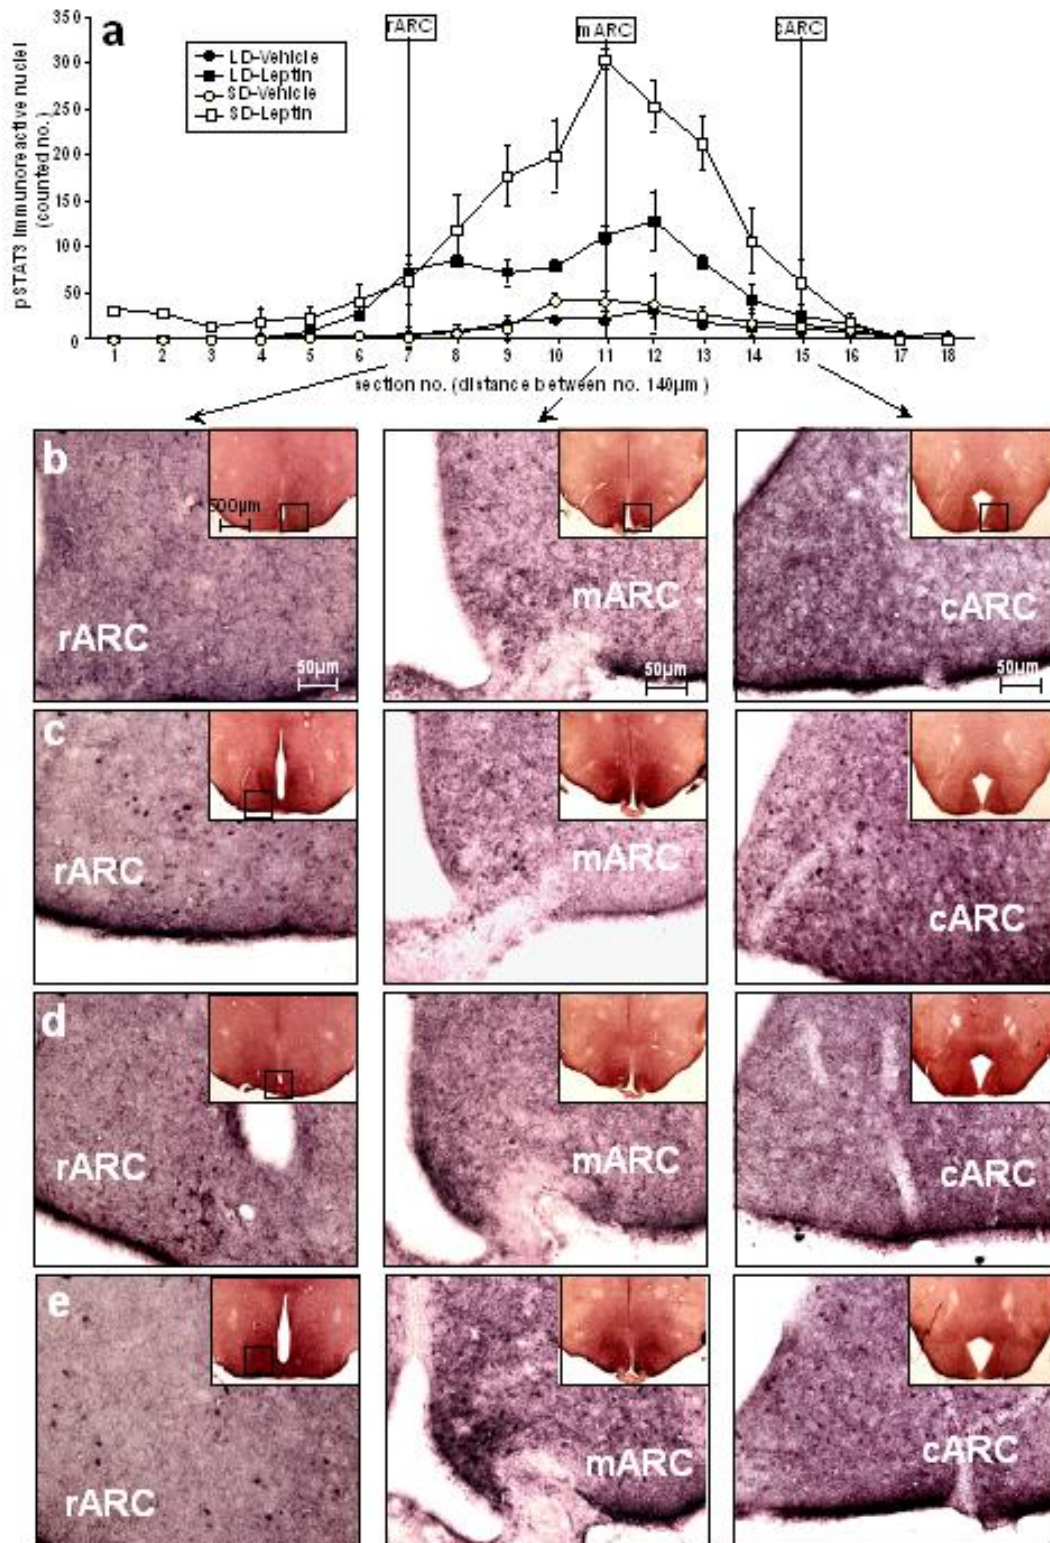 a
rARC
mARC
cARC
LD-Vehicle
LD-Leptin
SD-Vehicle
SD-Leptin
pSTAT3 Immunoreactive nuclei
(counted no.)
350
300
250
200
150
100
50
0
1 2 3 4 5 6 7 8 9 10 11 12 13 14 15 16 17 18
section no. (distance between no. 140µm)
b
500µm
rARC
50µm
mARC
50µm
cARC
50µm
c
rARC
mARC
cARC
d
rARC
mARC
cARC
e
rARC
mARC
cARC